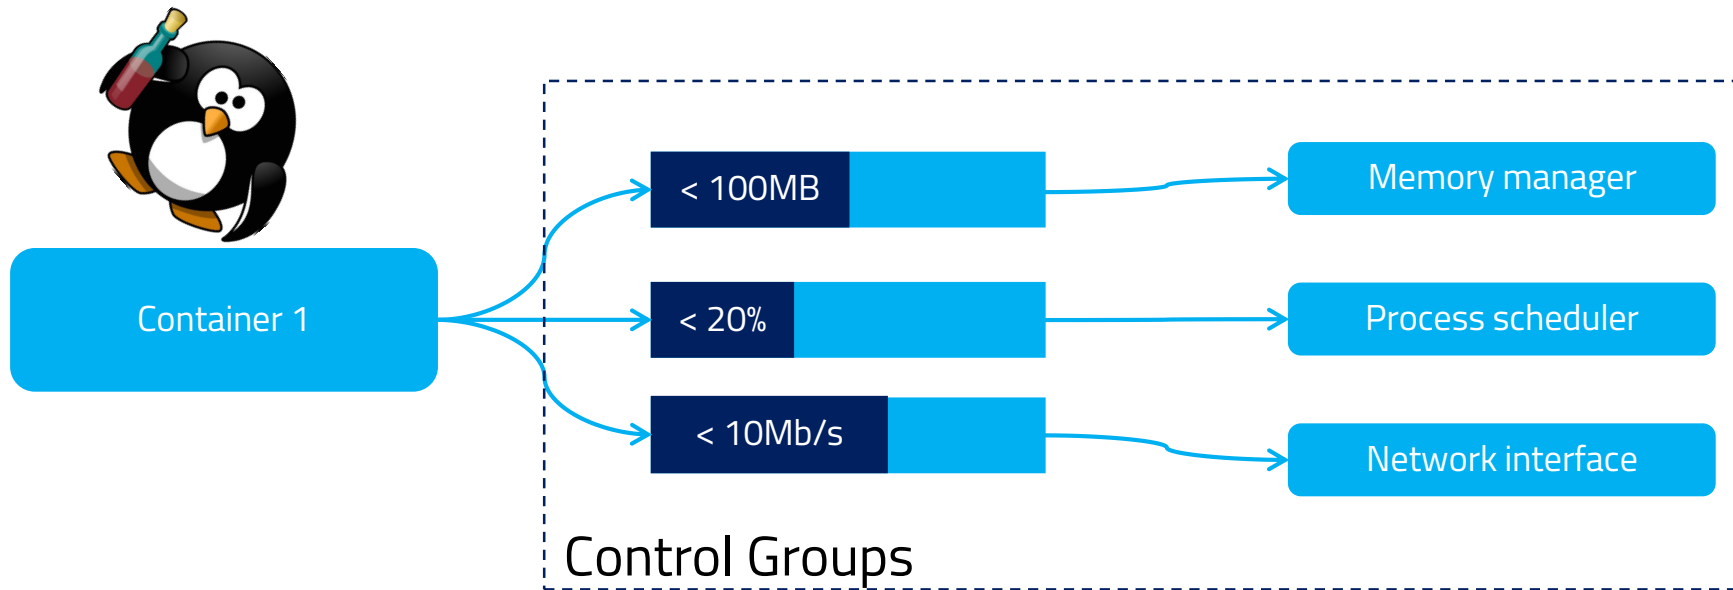 Container 1
< 100MB
Memory manager
< 20%
Process scheduler
< 10Mb/s
Network interface
Control Groups